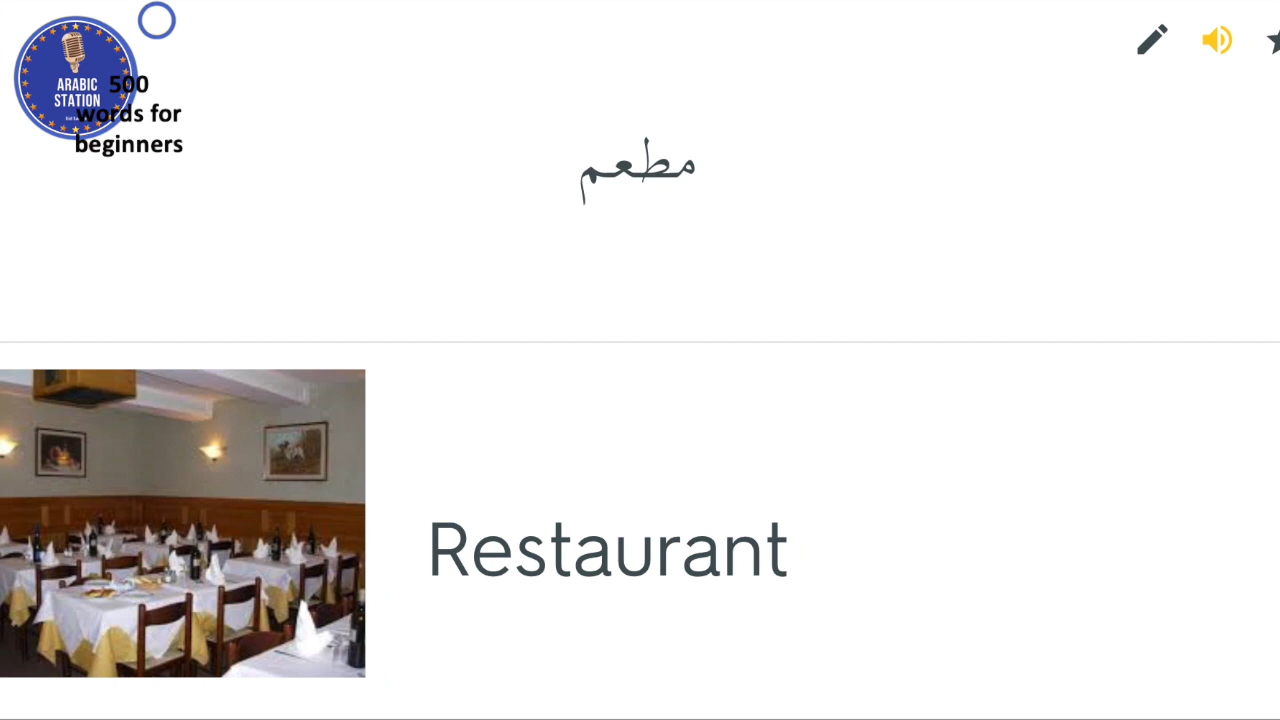 ARABIC
STATION
500
words for
beginners
مطعم
Restaurant